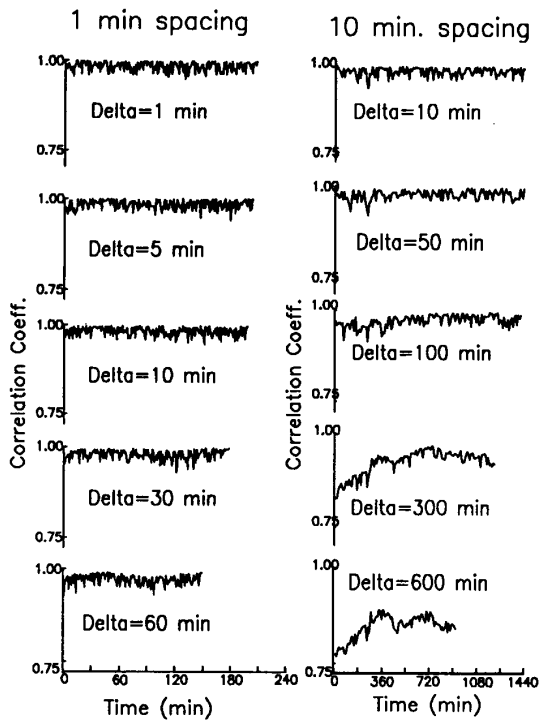 1 min spacing
1.00
Delta=1 min
0.75
1.00
Delta=5 min
0.75
1.00
Delta=10 min
0.75
1.00
Delta=30 min
0.75
1.00
Delta=60 min
0.75
0 60 120 180 240
Time (min)
Correlation Coeff.
10 min. spacing
1.00
Delta=10 min
0.75
1.00
Delta=50 min
0.75
1.00
Delta=100 min
0.75
1.00
Delta=300 min
0.75
1.00
Delta=600 min
0.75
0 360 720 1080 1440
Time (min)
Correlation Coeff.